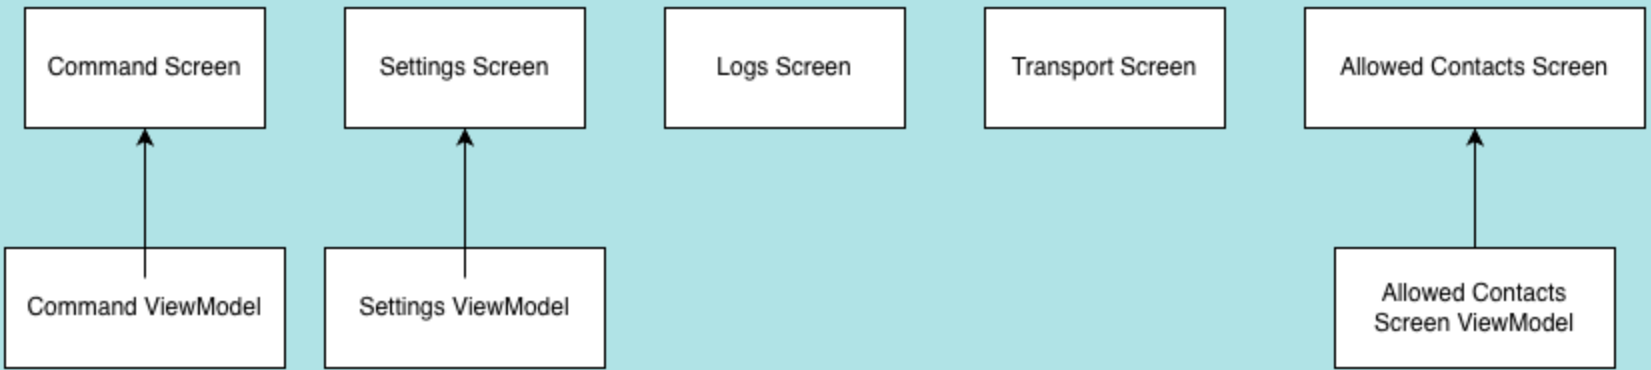 Command Screen
Settings Screen
Logs Screen
Transport Screen
Allowed Contacts Screen
Command ViewModel
Settings ViewModel
Allowed Contacts
Screen ViewModel